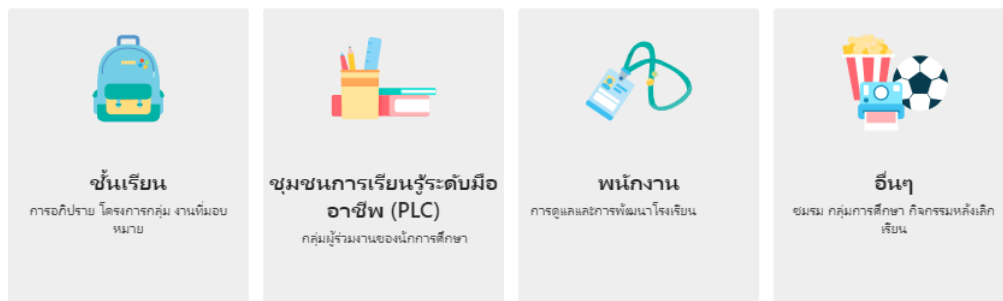 ชั้นเรียน
การอภิปราย โครงการกลุ่ม งานที่มอบ
หมาย
ชุมชนการเรียนรู้ระดับมือ
อาชีพ (PLC)
กลุ่มผู้ร่วมงานของนักการศึกษา
พนักงาน
การดูแลและการพัฒนาโรงเรียน
อื่นๆ
ชมรม กลุ่มการศึกษา กิจกรรมหลังเลิก
เรียน